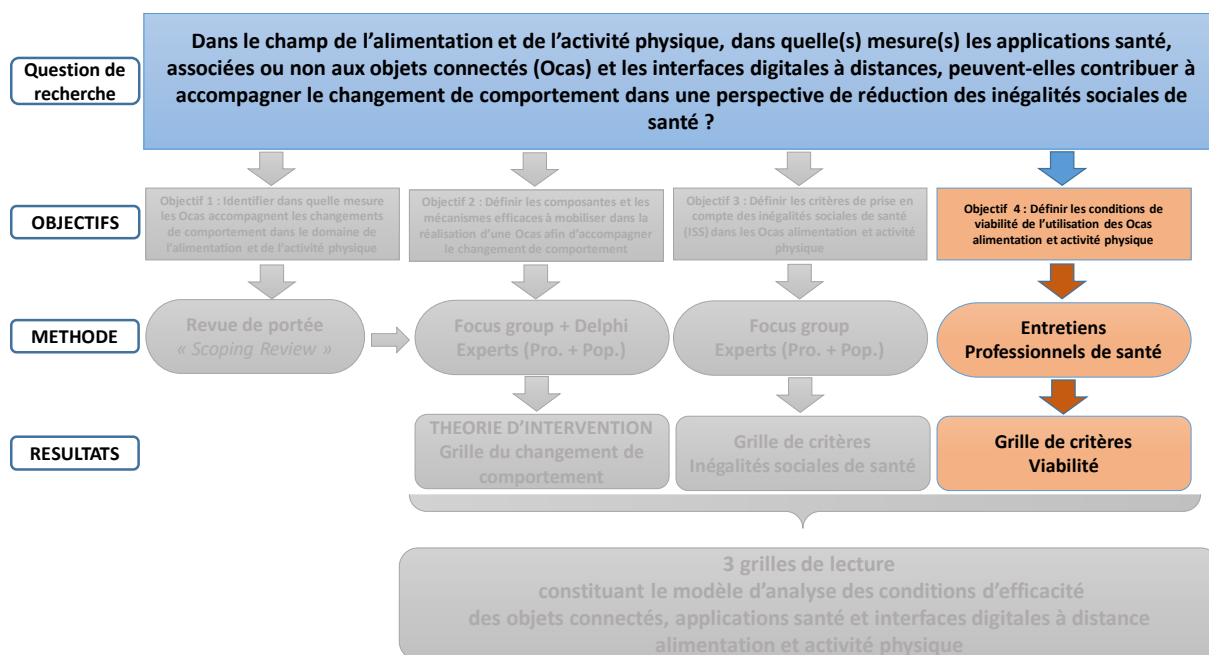 Question de
recherche
Dans le champ de l'alimentation et de l'activité physique, dans quelle(s) mesure(s) les applications santé,
associées ou non aux objets connectés (Ocas) et les interfaces digitales à distances, peuvent-elles contribuer à
accompagner le changement de comportement dans une perspective de réduction des inégalités sociales de
santé ?
OBJECTIFS
Objectif 1 : Identifier dans quelle mesure
les Ocas accompagnent les changements
de comportement dans le domaine de
l'alimentation et de l'activité physique
Objectif 2 : Définir les composantes et les
mécanismes efficaces à mobiliser dans la
réalisation d'une Ocas afin d'accompagner
le changement de comportement
Objectif 3 : Définir les critères de prise en
compte des inégalités sociales de santé
(ISS) dans les Ocas alimentation et activité
physique
Objectif 4 : Définir les conditions de
viabilité de l'utilisation des Ocas
alimentation et activité physique
METHODE
Revue de portée
« Scoping Review »
Focus group + Delphi
Experts (Pro. + Pop.)
Focus group
Experts (Pro. + Pop.)
Entretiens
Professionnels de santé
RESULTATS
THEORIE D'INTERVENTION
Grille du changement de
comportement
Grille de critères
Inégalités sociales de santé
Grille de critères
Viabilité
3 grilles de lecture
constituant le modèle d'analyse des conditions d'efficacité
des objets connectés, applications santé et interfaces digitales à distance
alimentation et activité physique